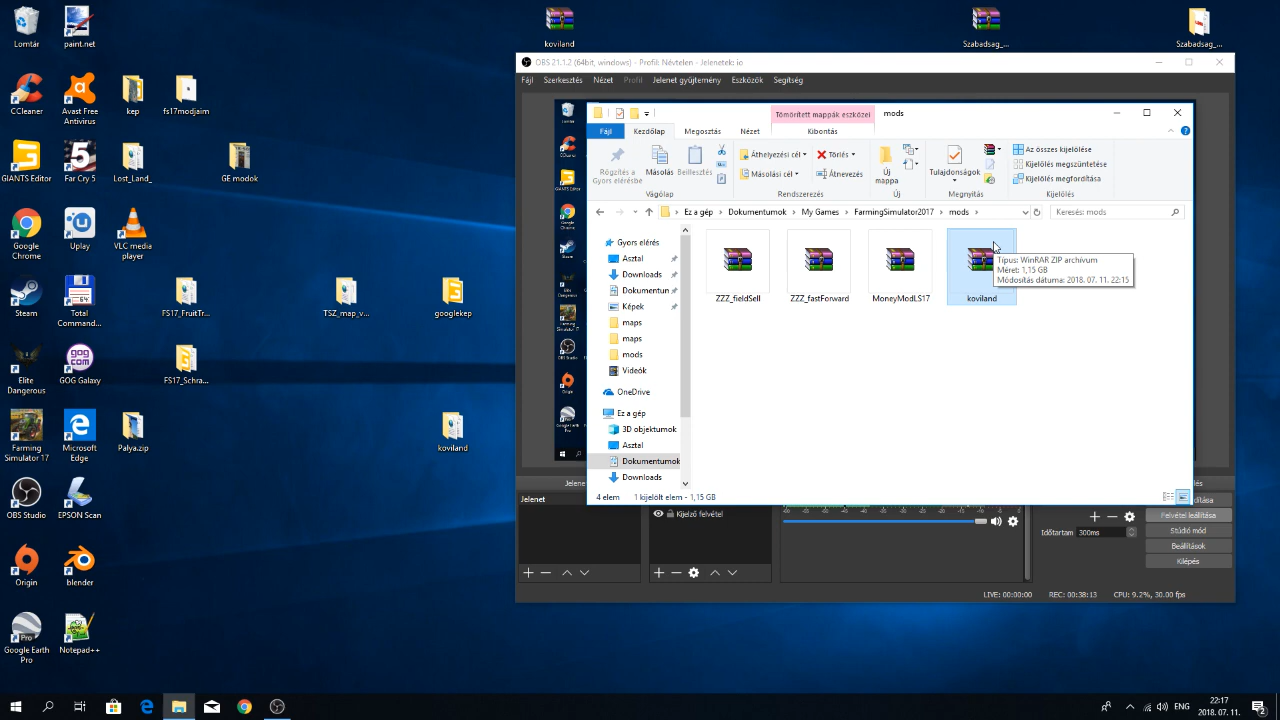 Lomtár
paint.net
koviland
Szabadsag_...
Szabadsag_...
CCleaner
Avast Free
Antivirus
kep
fs17modjaim
GIANTS Editor
Far Cry 5
Lost_Land_
GE modok
Google
Chrome
Uplay
VLC media
player
Steam
Total
Command...
FS17_FruitTr...
TSZ_map_v...
googlekep
Elite
Dangerous
GOG Galaxy
FS17_Schra...
Farming
Simulator 17
Microsoft
Edge
Palya.zip
koviland
OBS Studio
EPSON Scan
Origin
blender
Google Earth
Pro
Notepad++
OBS 21.1.2 (64bit, windows) - Profil: Névtelen - Jelenetek: io
Fájl Szerkesztés Nézet Profil Jelenet gyűjtemény Eszközök Segítség
Tömörített mappák eszközei mods
Fájl Kezdőlap Megosztás Nézet Kibontás
Rögzítés a
Gyors elérésbe
Másolás
Beillesztés
Áthelyezési cél
Másolási cél
Törlés
Átnevezés
Új
mappa
Tulajdonságok
Az összes kijelölése
Kijelölés megszüntetése
Kijelölés megfordítása
Vágólap Rendszerezés Új Megnyitás Kijelölés
Ez a gép Dokumentumok My Games FarmingSimulator2017 mods
Keresés: mods
Gyors elérés
Asztal
Downloads
Dokumentun
Képek
maps
maps
mods
Videók
OneDrive
Ez a gép
3D objektumok
Asztal
Dokumentumok
Downloads
ZZZ_fieldSell
ZZZ_fastForward
MoneyModLS17
koviland
Típus: WinRAR ZIP archívum
Méret: 1,15 GB
Módosítás dátuma: 2018. 07. 11. 22:15
4 elem 1 kijelölt elem - 1,15 GB
Jelene
Jelenet
Kijelző felvétel
Időtartam 300ms
Felvétel leállítása
Stúdió mód
Beállítások
Kilépés
LIVE: 00:00:00 REC: 00:38:13 CPU: 9.2%, 30.00 fps
ENG
22:17
2018. 07. 11.
2